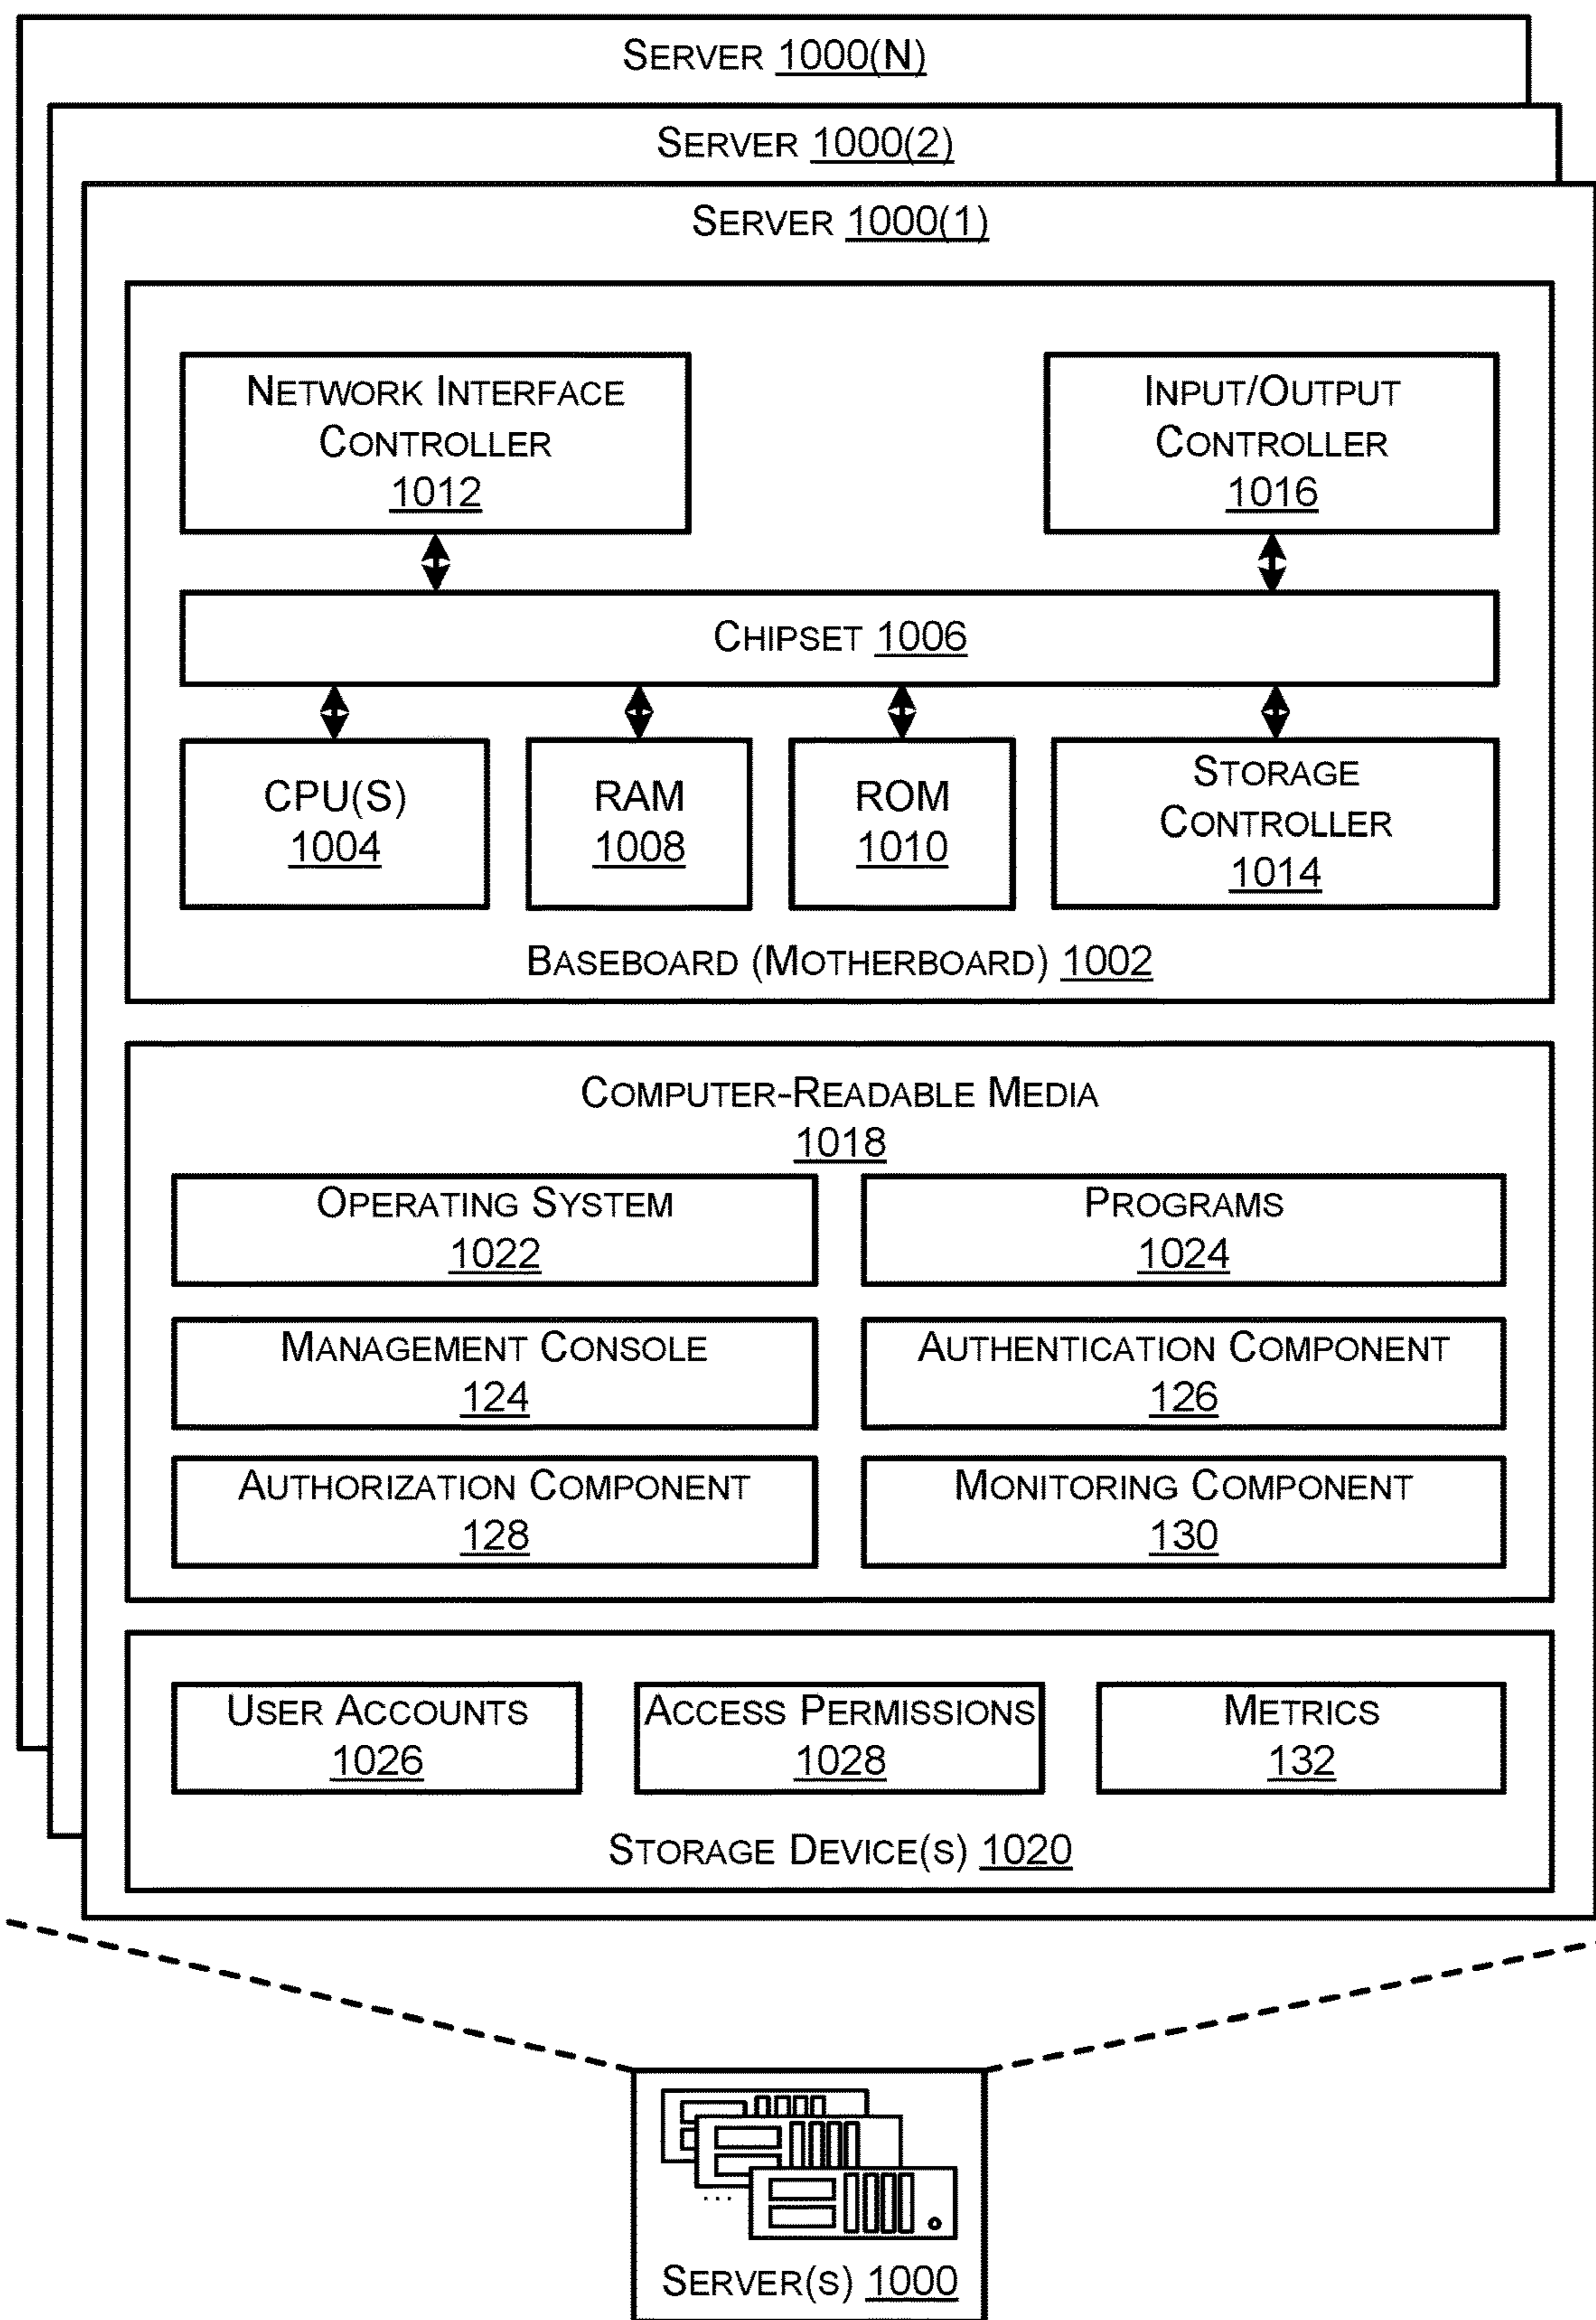 SERVER 1000(N)
SERVER 1000(2)
SERVER 1000(1)
NETWORK INTERFACE
CONTROLLER
1012
INPUT/OUTPUT
CONTROLLER
1016
CHIPSET 1006
CPU(S)
1004
RAM
1008
ROM
1010
STORAGE
CONTROLLER
1014
BASEBOARD (MOTHERBOARD) 1002
COMPUTER-READABLE MEDIA
1018
OPERATING SYSTEM
1022
PROGRAMS
1024
MANAGEMENT CONSOLE
124
AUTHENTICATION COMPONENT
126
AUTHORIZATION COMPONENT
128
MONITORING COMPONENT
130
USER ACCOUNTS
1026
ACCESS PERMISSIONS
1028
METRICS
132
STORAGE DEVICE(S) 1020
...
SERVER(S) 1000